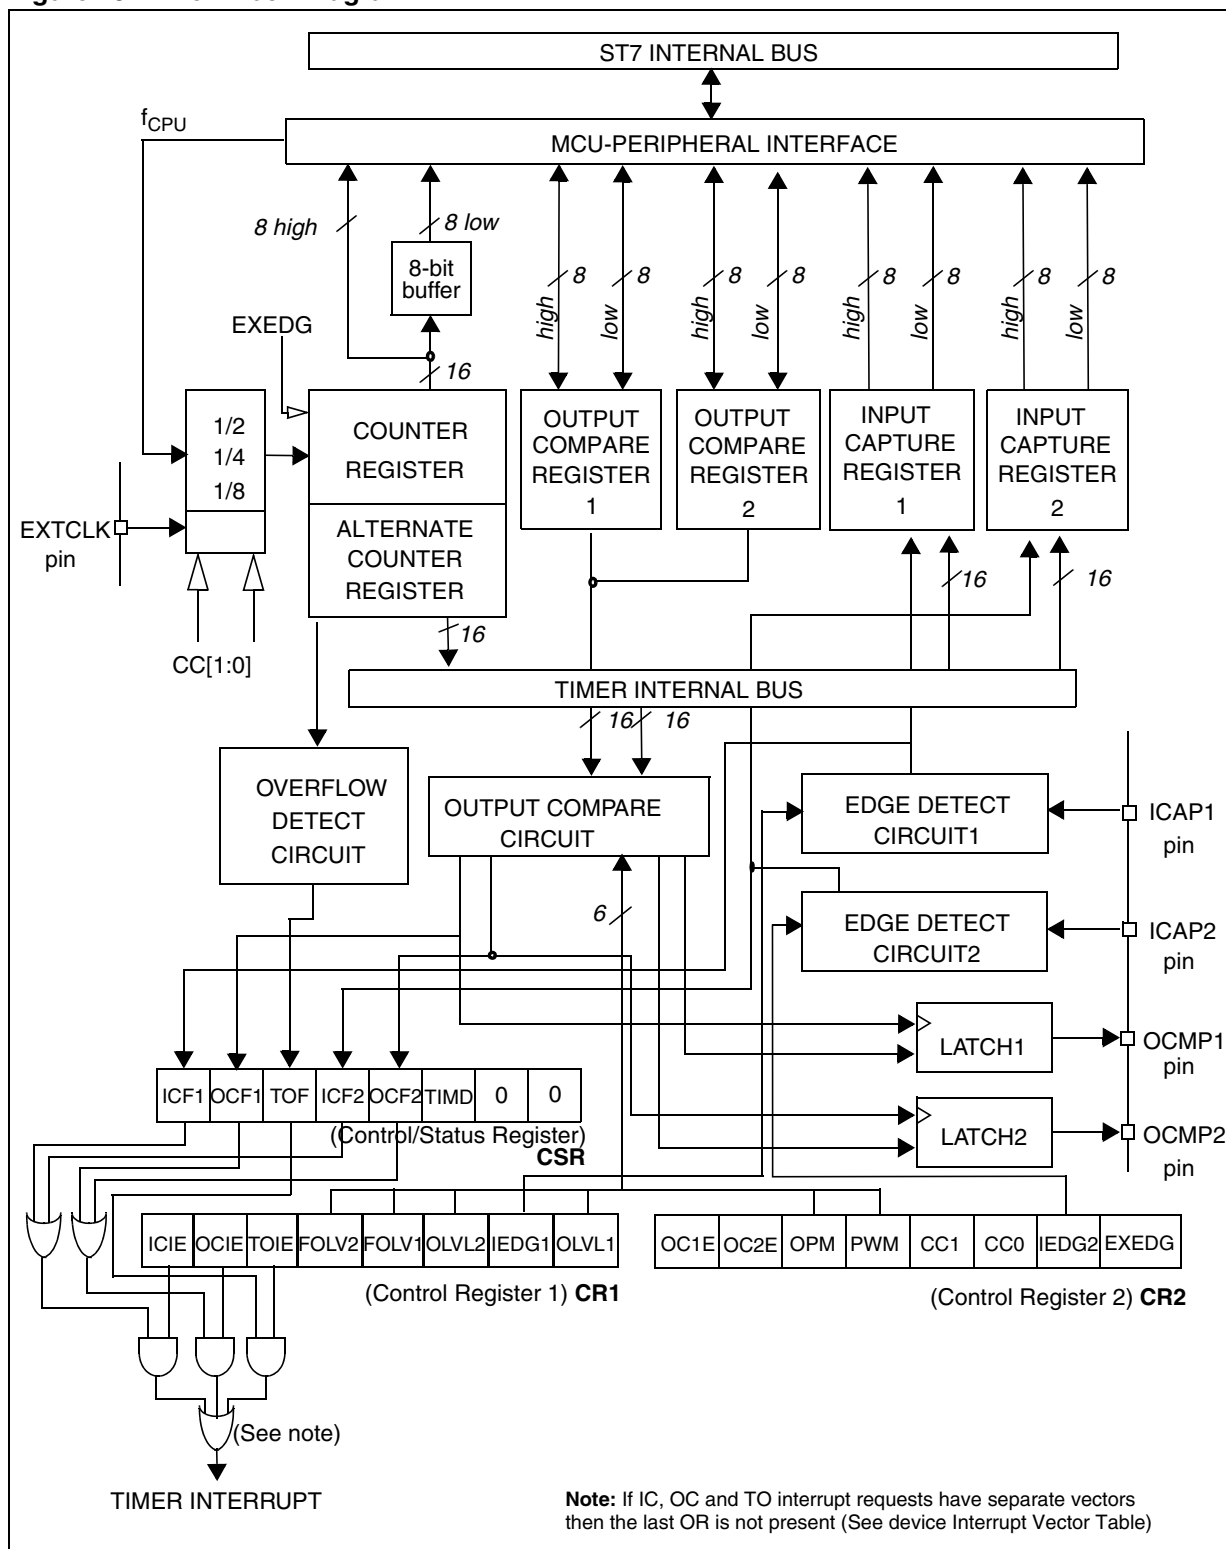 ST7 INTERNAL BUS
fCPU
MCU-PERIPHERAL INTERFACE
8 high
8 low
8-bit
buffer
8
8
8
8
8
8
8
8
high
low
high
low
high
low
high
low
EXEDG
16
1/2
1/4
1/8
COUNTER
REGISTER
ALTERNATE
COUNTER
REGISTER
OUTPUT
COMPARE
REGISTER
1
OUTPUT
COMPARE
REGISTER
2
INPUT
CAPTURE
REGISTER
1
INPUT
CAPTURE
REGISTER
2
EXTCLK
pin
16
16
16
CC[1:0]
TIMER INTERNAL BUS
16
16
OVERFLOW
DETECT
CIRCUIT
OUTPUT COMPARE
CIRCUIT
EDGE DETECT
CIRCUIT1
ICAP1
pin
6
EDGE DETECT
CIRCUIT2
ICAP2
pin
LATCH1
OCMP1
pin
ICF1 OCF1 TOF ICF2 OCF2 TIMD 0 0
(Control/Status Register)
CSR
LATCH2
OCMP2
pin
ICIE OCIE TOIE FOLV2 FOLV1 OLVL2 IEDG1 OLVL1
OC1E OC2E OPM PWM CC1 CC0 IEDG2 EXEDG
(Control Register 1) CR1
(Control Register 2) CR2
(See note)
TIMER INTERRUPT
Note: If IC, OC and TO interrupt requests have separate vectors
then the last OR is not present (See device Interrupt Vector Table)